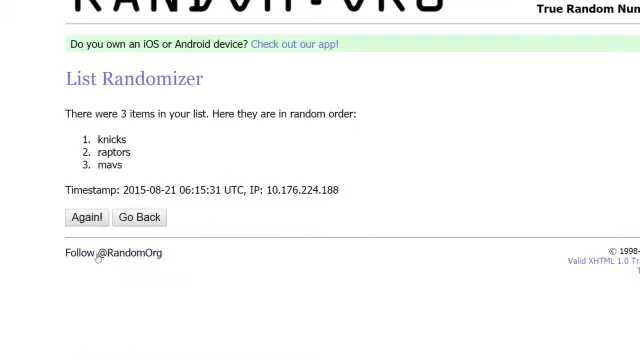 RANDOM.ORG
True Random Num
Do you own an iOS or Android device? Check out our app!
List Randomizer
There were 3 items in your list. Here they are in random order:
1. knicks
2. raptors
3. mavs
Timestamp: 2015-08-21 06:15:31 UTC, IP: 10.176.224.188
Again! Go Back
Follow @RandomOrg
© 1998-
Valid XHTML 1.0 Tra